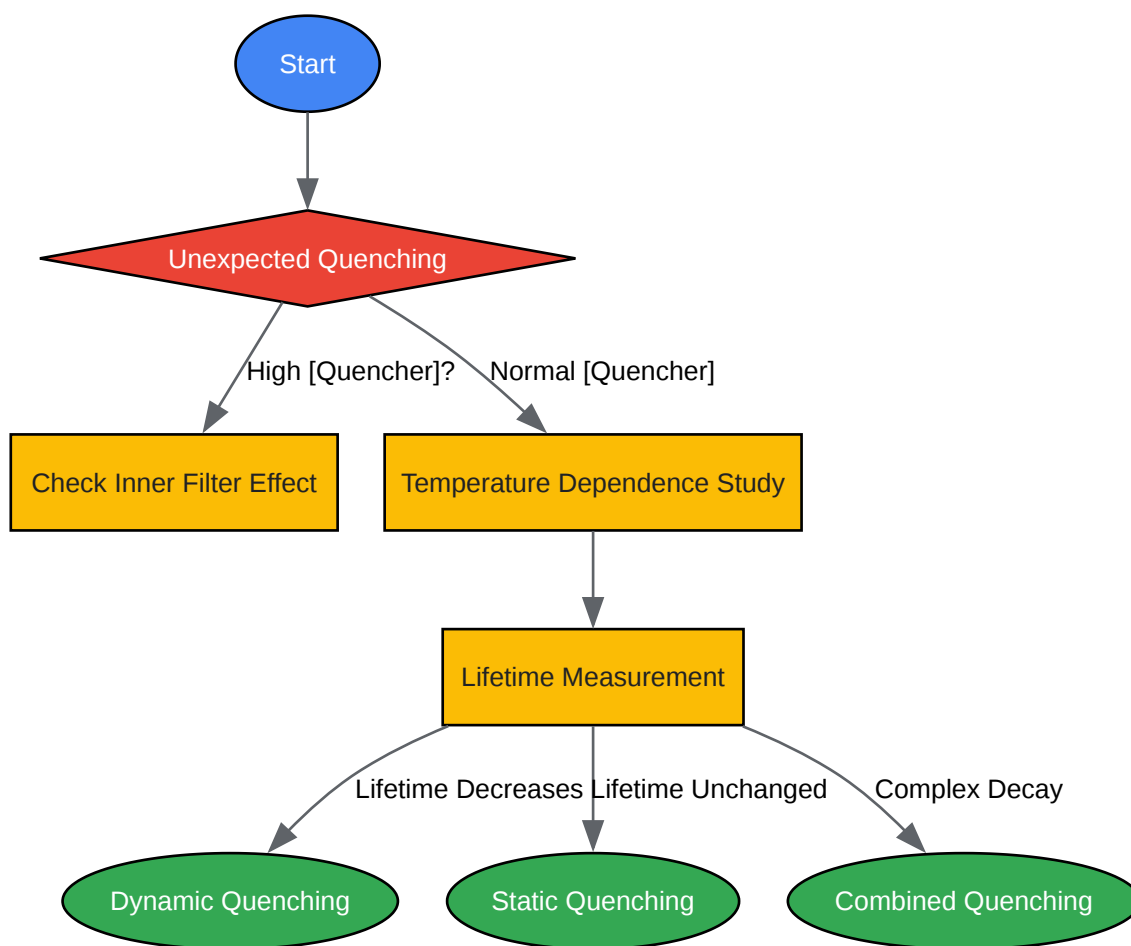 Start
Unexpected Quenching
High [Quencher]?
Normal [Quencher]
Check Inner Filter Effect
Temperature Dependence Study
Lifetime Measurement
Lifetime Decreases
Lifetime Unchanged
Complex Decay
Dynamic Quenching
Static Quenching
Combined Quenching